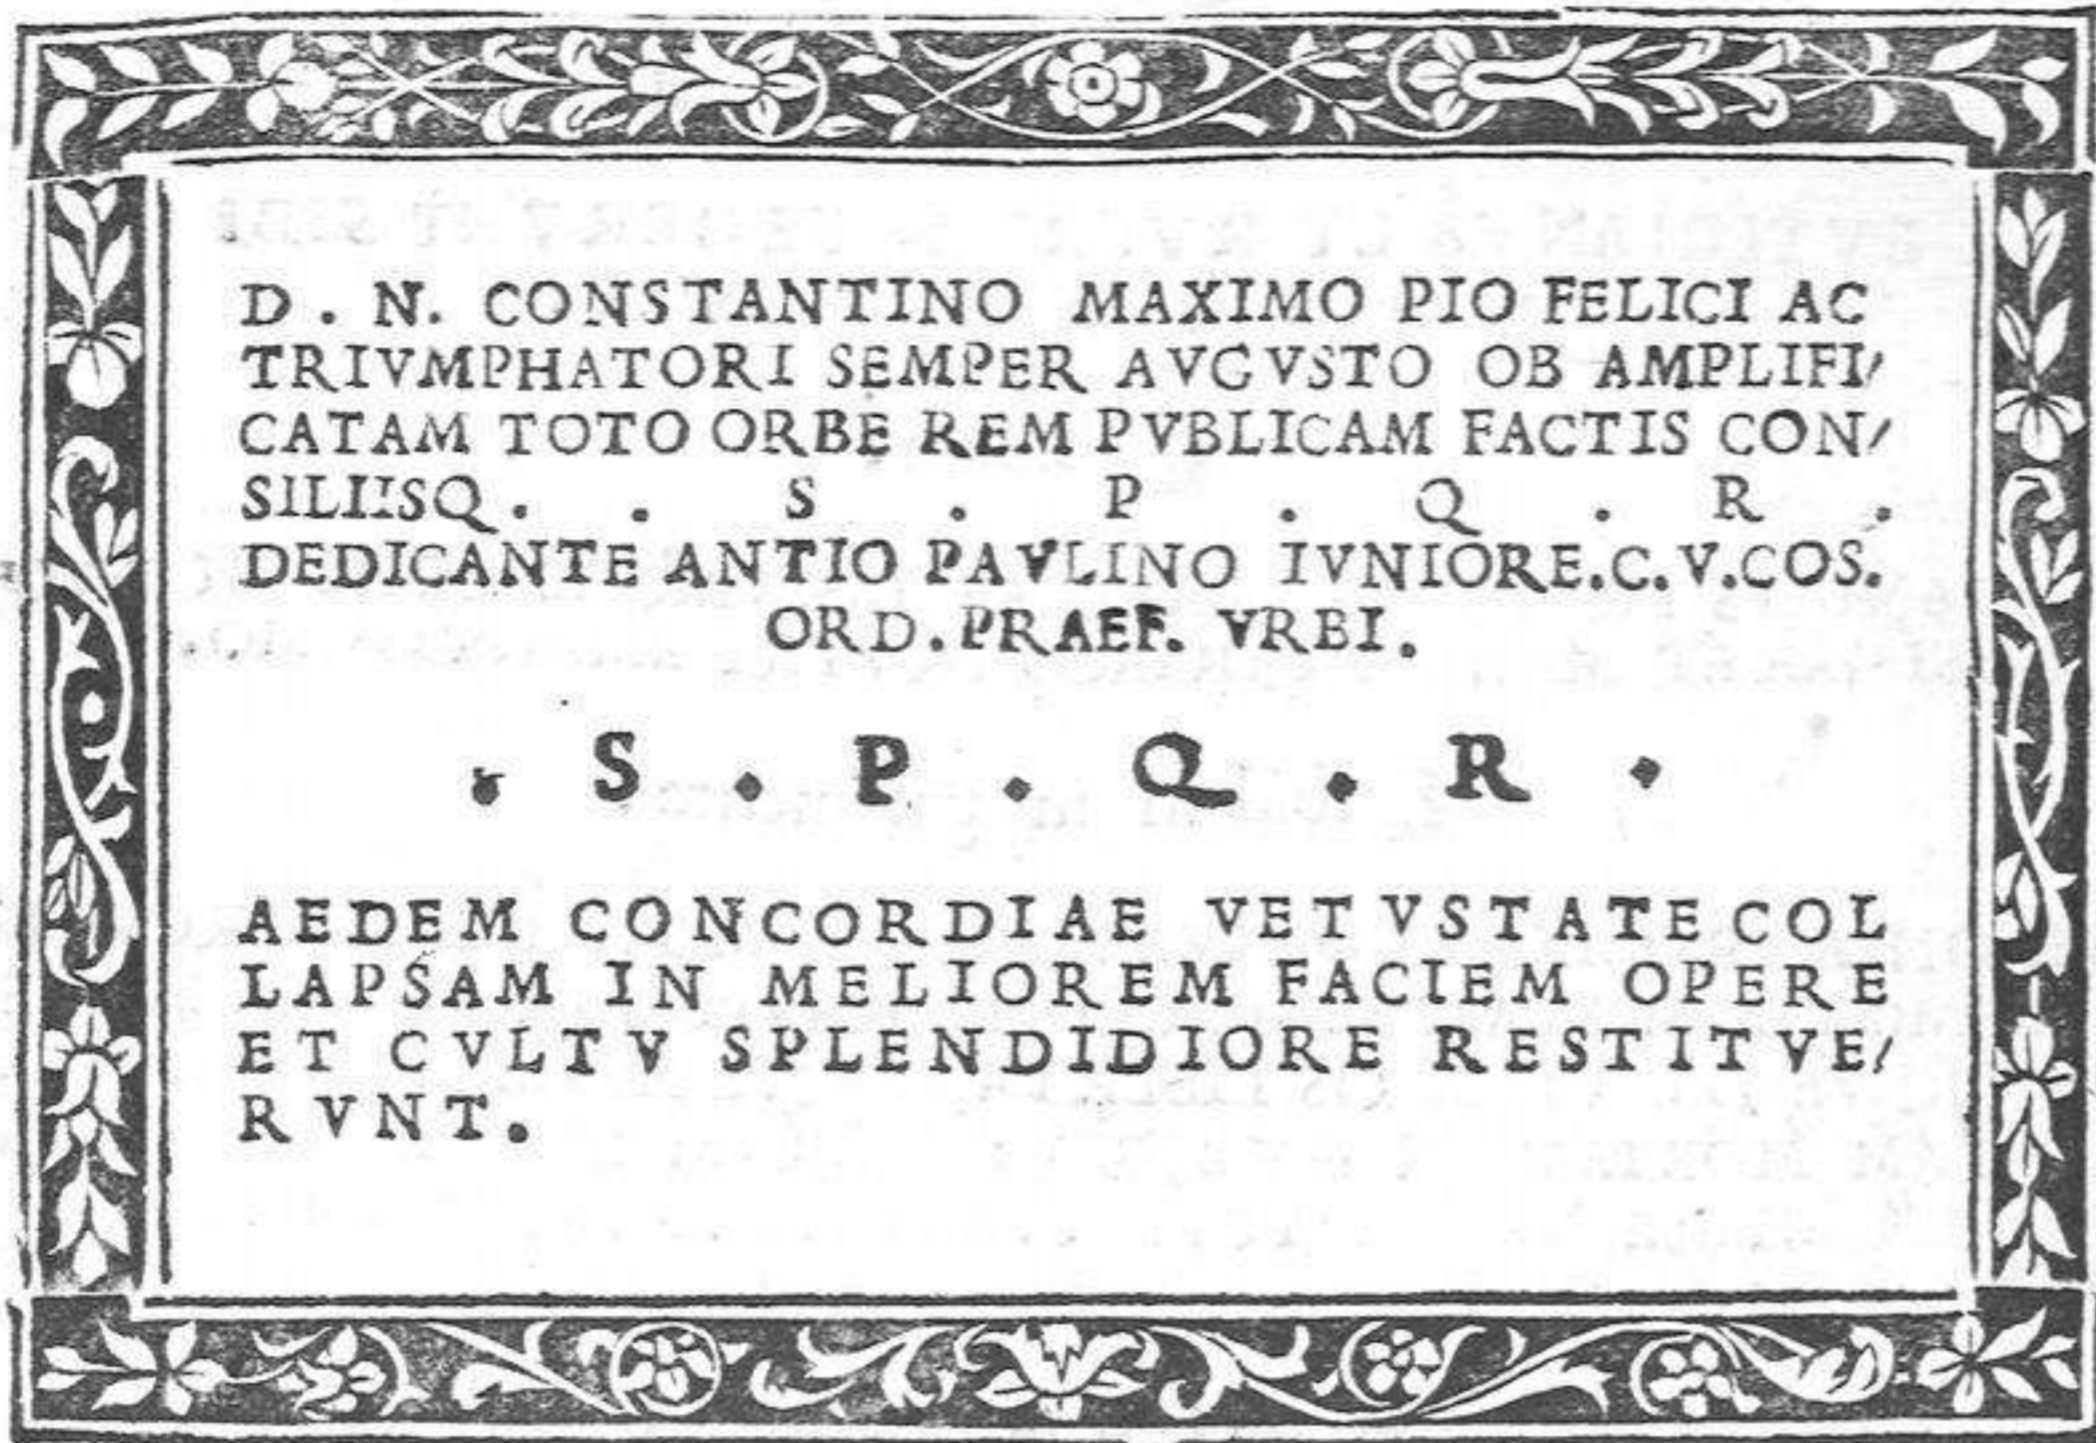 D . N. CONSTANTINO MAXIMO PIO FELICI AC
TRIVMPHATORI SEMPER AVGVSTO OB AMPLIFI/
CATAM TOTO ORBE REM PVBLICAM FACTIS CON/
SILIISQ . . S . P . Q . R .
DEDICANTE ANTIO PAVLINO IVNIORE.C.V.COS.
ORD.PRAEF. VRBI.
. S . P . Q . R .
AEDEM CONCORDIAE VETVSTATE COL
LAPSAM IN MELIOREM FACIEM OPERE
ET CVLTV SPLENDIDIORE RESTITVE/
RVNT.